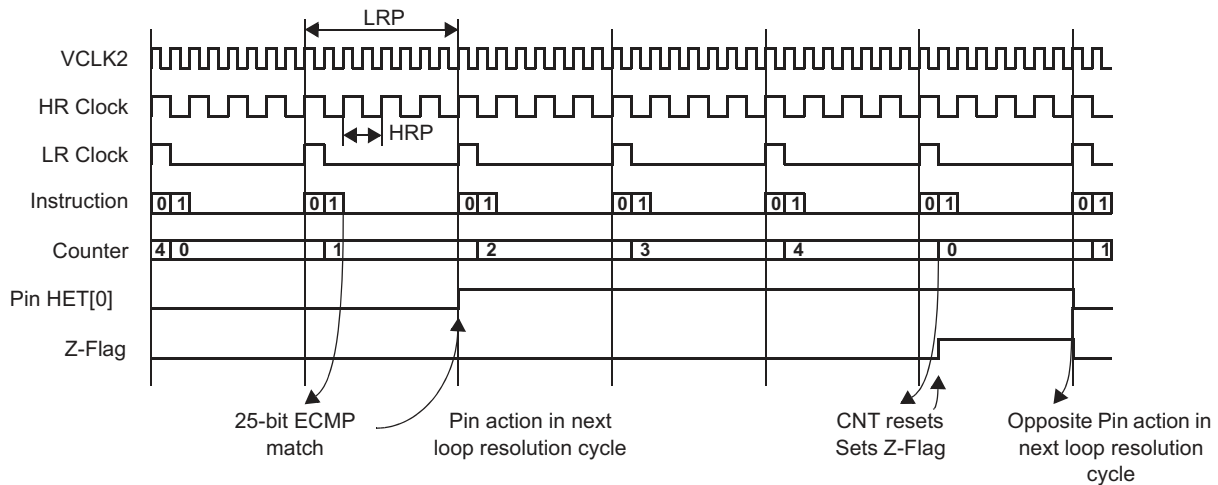 LRP
VCLK2
HR Clock
HRP
LR Clock
Instruction 0 1 0 1 0 1 0 1 0 1 0 1 0 1
Counter 4 0 1 2 3 4 0 1
Pin HET[0]
Z-Flag
25-bit ECMP
match
Pin action in next
loop resolution cycle
CNT resets
Sets Z-Flag
Opposite Pin action in
next loop resolution
cycle